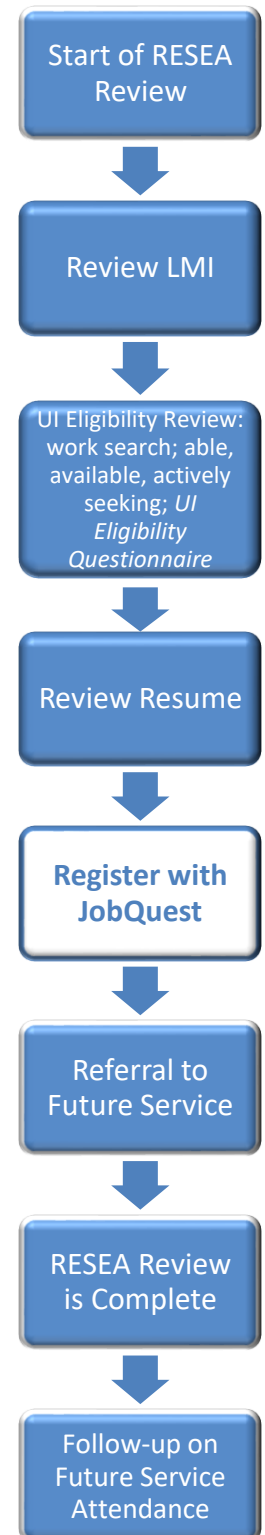 Start of RESEA
Review
Review LMI
UI Eligibility Review:
work search; able,
available, actively
seeking; UI
Eligibility
Questionnaire
Review Resume
Register with
JobQuest
Referral to
Future Service
RESEA Review
is Complete
Follow-up on
Future Service
Attendance